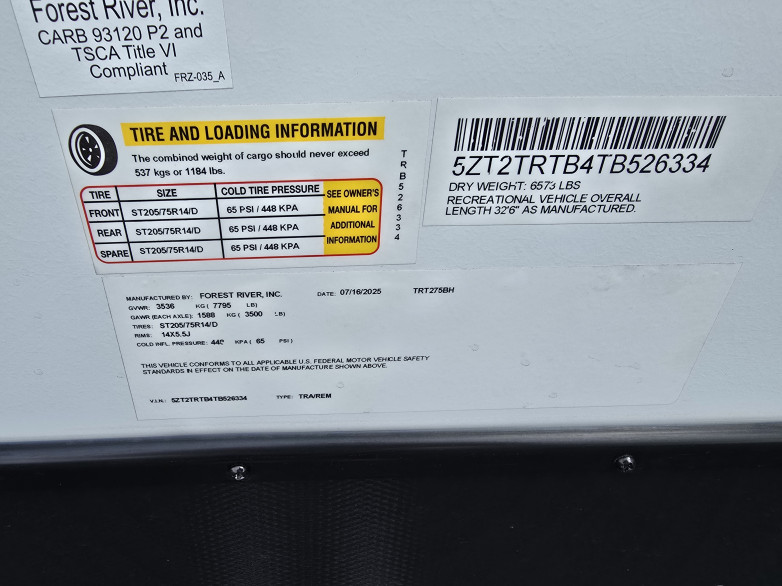 Forest River, Inc.
CARB 93120 P2 and
TSCA Title VI
Compliant FRZ-035_A
TIRE AND LOADING INFORMATION
The combined weight of cargo should never exceed
537 kgs or 1184 lbs.
TIRE SIZE COLD TIRE PRESSURE SEE OWNER'S MANUAL FOR ADDITIONAL INFORMATION
FRONT ST205/75R14/D 65 PSI / 448 KPA
REAR ST205/75R14/D 65 PSI / 448 KPA
SPARE ST205/75R14/D 65 PSI / 448 KPA
TRB526334
5ZT2TRTB4TB526334
DRY WEIGHT: 6573 LBS
RECREATIONAL VEHICLE OVERALL
LENGTH 32'6" AS MANUFACTURED.
MANUFACTURED BY: FOREST RIVER, INC. DATE: 07/16/2025 TRT275BH
GVWR: 3536 KG ( 7795 LB)
GAWR (EACH AXLE): 1588 KG ( 3500 LB)
TIRES: ST205/75R14/D
RIMS: 14X5.5J
COLD INFL. PRESSURE: 448 KPA ( 65 PSI )
THIS VEHICLE CONFORMS TO ALL APPLICABLE U.S. FEDERAL MOTOR VEHICLE SAFETY
STANDARDS IN EFFECT ON THE DATE OF MANUFACTURE SHOWN ABOVE.
V.I.N.: 5ZT2TRTB4TB526334 TYPE: TRA/REM